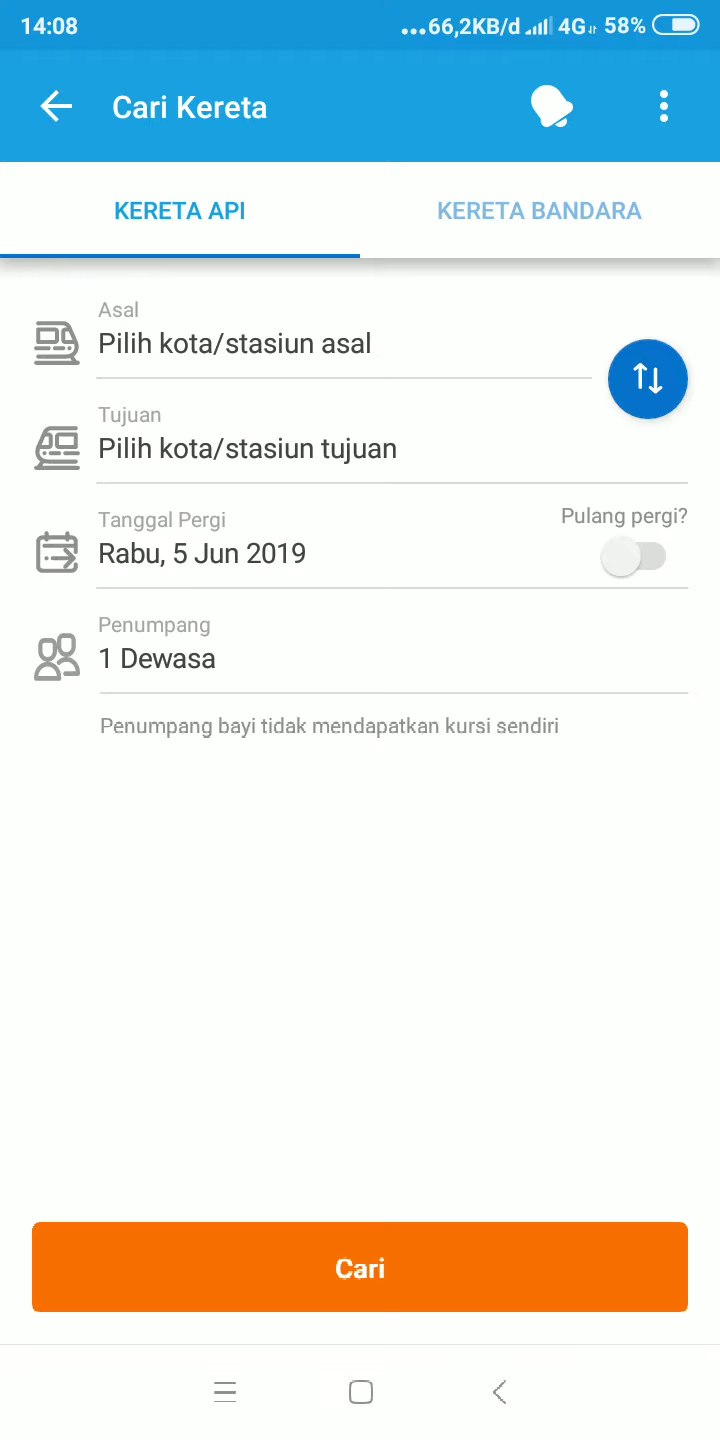 14:08
...66,2KB/d 4G 58%
Cari Kereta
KERETA API
KERETA BANDARA
Asal
Pilih kota/stasiun asal
Tujuan
Pilih kota/stasiun tujuan
Tanggal Pergi
Pulang pergi?
Rabu, 5 Jun 2019
Penumpang
1 Dewasa
Penumpang bayi tidak mendapatkan kursi sendiri
Cari